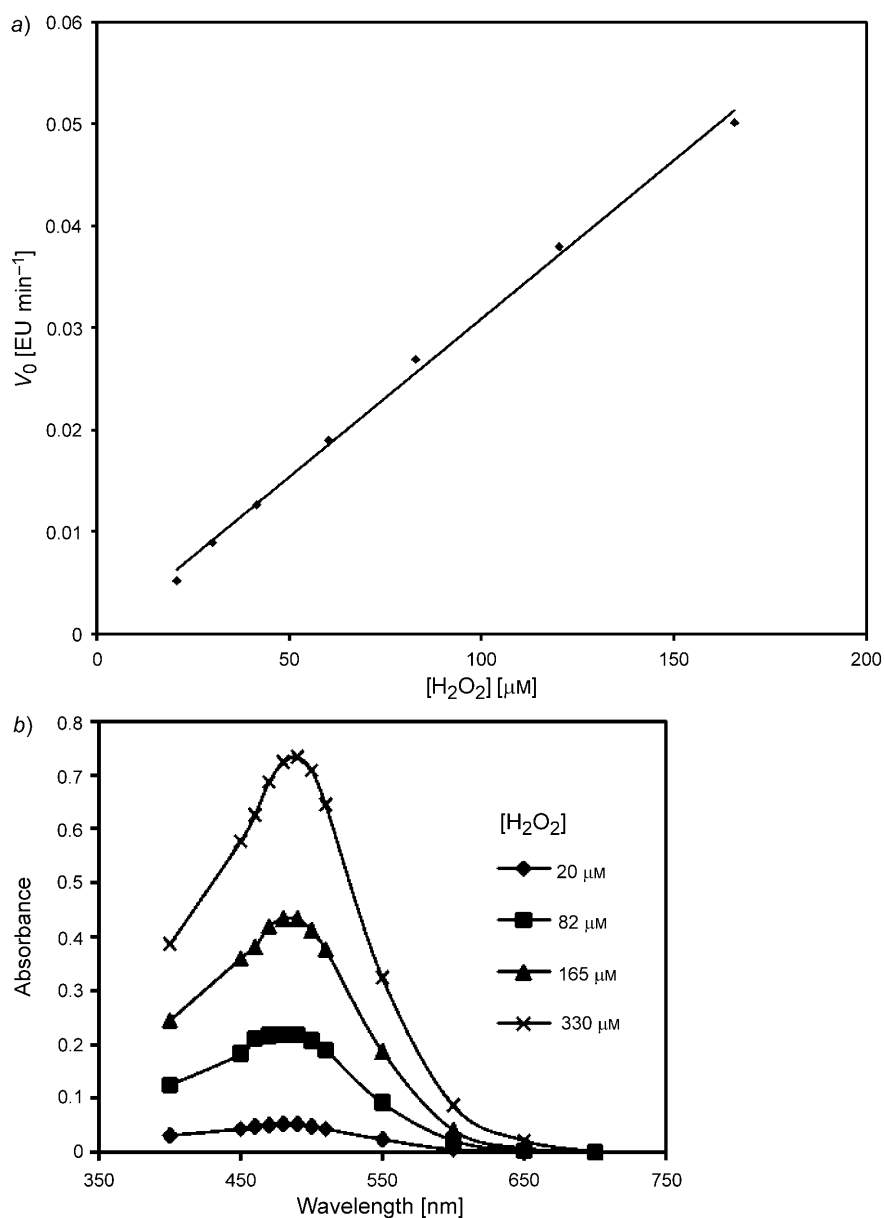 a)
0.06
0.05
0.04
0.03
0.02
0.01
0
V₀ [EU min⁻¹]
0 50 100 150 200
[H₂O₂] [μM]
b)
0.8
0.7
0.6
0.5
0.4
0.3
0.2
0.1
0
Absorbance
350 450 550 650 750
Wavelength [nm]
[H₂O₂]
20 μM
82 μM
165 μM
330 μM